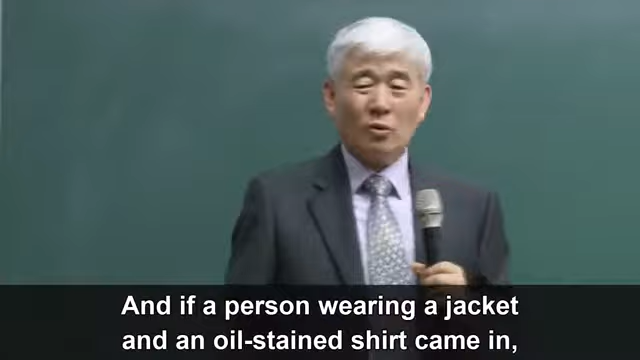 And if a person wearing a jacket
and an oil-stained shirt came in,